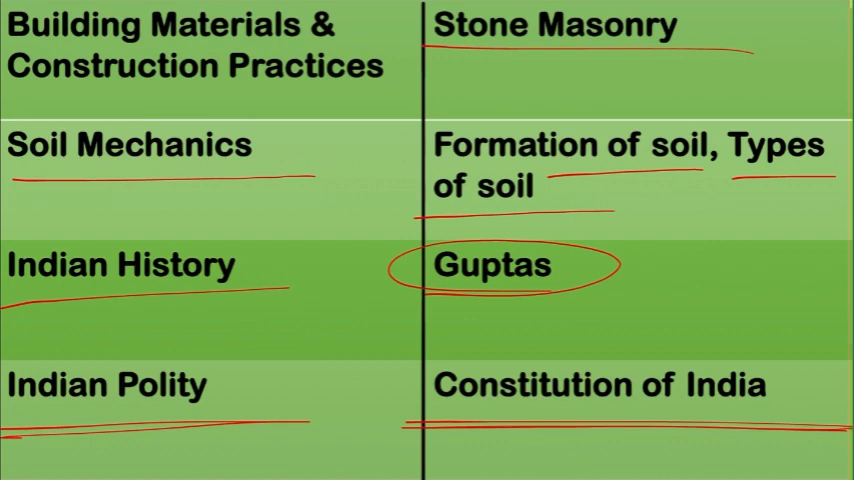 Building Materials &
Construction Practices
Stone Masonry
Soil Mechanics
Formation of soil, Types
of soil
Indian History
Guptas
Indian Polity
Constitution of India